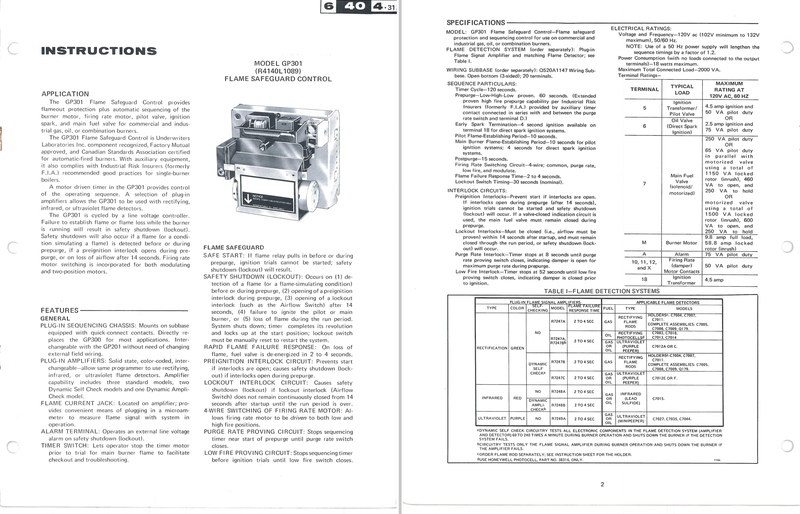 6 40 4-31
INSTRUCTIONS
MODEL GP301
(R4140L1089)
FLAME SAFEGUARD CONTROL
APPLICATION
The GP301 Flame Safeguard Control provides
flameout protection plus automatic sequencing of the
burner motor, firing rate motor, pilot valve, ignition
spark, and main fuel valve for commercial and indus-
trial gas, oil, or combination burners.
The GP301 Flame Safeguard Control is Underwriters
Laboratories Inc. component recognized, Factory Mutual
approved, and Canadian Standards Association certified
for automatic-fired burners. With auxiliary equipment,
it also complies with Industrial Risk Insurers (formerly
F.I.A.) recommended good practices for single-burner
boilers.
A motor driven timer in the GP301 provides control
of the operating sequence. A selection of plug-in
amplifiers allows the GP301 to be used with rectifying,
infrared, or ultraviolet flame detectors.
The GP301 is cycled by a line voltage controller.
Failure to establish flame or flame loss while the burner
is running will result in safety shutdown (lockout).
Safety shutdown will also occur if a flame (or a condi-
tion simulating a flame) is detected before or during
prepurge, if a preignition interlock opens during pre-
purge, or on loss of airflow after 14 seconds. Firing rate
motor switching is incorporated for both modulating
and two-position motors.
FEATURES
GENERAL
PLUG-IN SEQUENCING CHASSIS: Mounts on subbase
equipped with quick-connect contacts. Directly re-
places the GP300 for most applications. Inter-
changeable with the GP201 without need of changing
external field wiring.
PLUG-IN AMPLIFIERS: Solid state, color-coded, inter-
changeable—allow same programmer to use rectifying,
infrared, or ultraviolet flame detectors. Amplifier
capability includes three standard models, two
Dynamic Self Check models and one Dynamic Ampli-
Check model.
FLAME CURRENT JACK: Located on amplifier; pro-
vides convenient means of plugging in a microam-
meter to measure flame signal with system in
operation.
ALARM TERMINAL: Operates an external line voltage
alarm on safety shutdown (lockout).
TIMER SWITCH: Lets operator stop the timer motor
prior to trial for main burner flame to facilitate
checkout and troubleshooting.
FLAME SAFEGUARD
SAFE START: If flame relay pulls in before or during
prepurge, ignition trials cannot be started; safety
shutdown (lockout) will result.
SAFETY SHUTDOWN (LOCKOUT): Occurs on (1) de-
tection of a flame (or a flame-simulating condition)
before or during prepurge, (2) opening of a preignition
interlock during prepurge, (3) opening of a lockout
interlock (such as the Airflow Switch) after 14
seconds, (4) failure to ignite the pilot or main
burner, or (5) loss of flame during the run period.
System shuts down; timer completes its revolution
and locks up at the start position; lockout switch
must be manually reset to restart the system.
RAPID FLAME FAILURE RESPONSE: On loss of
flame, fuel valve is de-energized in 2 to 4 seconds.
PREIGNITION INTERLOCK CIRCUIT: Prevents start
if interlocks are open; causes safety shutdown (lock-
out) if interlocks open during prepurge.
LOCKOUT INTERLOCK CIRCUIT: Causes safety
shutdown (lockout) if lockout interlock (Airflow
Switch) does not remain continuously closed from 14
seconds after startup until the run period is over.
4-WIRE SWITCHING OF FIRING RATE MOTOR: Al-
lows firing rate motor to be driven to both low and
high fire positions.
PURGE RATE PROVING CIRCUIT: Stops sequencing
timer near start of prepurge until purge rate switch
closes.
LOW FIRE PROVING CIRCUIT: Stops sequencing timer
before ignition trials until low fire switch closes.
SPECIFICATIONS
MODEL: GP301 Flame Safeguard Control—Flame safeguard
protection and sequencing control for use on commercial and
industrial gas, oil, or combination burners.
FLAME DETECTION SYSTEM (order separately): Plug-in
Flame Signal Amplifier and matching Flame Detector; see
Table I.
WIRING SUBBASE (order separately): Q520A1147 Wiring Sub-
base. Open bottom (3-sided); 20 terminals.
SEQUENCE PARTICULARS:
Timer Cycle—120 seconds.
Prepurge—Low-High-Low proven, 60 seconds. (Extended
proven high fire prepurge capability per Industrial Risk
Insurers (formerly F.I.A.) provided by auxiliary timer
contact connected in series with and between the purge
rate switch and terminal D.)
Early Spark Termination—4 second ignition available on
terminal 18 for direct spark ignition systems.
Pilot Flame-Establishing Period—10 seconds.
Main Burner Flame-Establishing Period—10 seconds for pilot
ignition systems; 4 seconds for direct spark ignition
systems.
Postpurge—15 seconds.
Firing Rate Switching Circuit—4-wire; common, purge rate,
low fire, and modulate.
Flame Failure Response Time—2 to 4 seconds.
Lockout Switch Timing—30 seconds (nominal).
INTERLOCK CIRCUITS:
Preignition Interlocks—Prevent start if interlocks are open.
If interlocks open during prepurge (after 14 seconds),
ignition trials cannot be started and safety shutdown
(lockout) will occur. If a valve-closed indication circuit is
used, the main fuel valve must remain closed during
prepurge.
Lockout Interlocks—Must be closed (i.e., airflow must be
proven) within 14 seconds after startup, and must remain
closed through the run period, or safety shutdown (lock-
out) will occur.
Purge Rate Interlock—Timer stops at 8 seconds until purge
rate proving switch closes, indicating damper is open for
maximum purge rate during prepurge.
Low Fire Interlock—Timer stops at 52 seconds until low fire
proving switch closes, indicating damper is closed prior
to ignition.
ELECTRICAL RATINGS:
Voltage and Frequency—120V ac (102V minimum to 132V
maximum), 50/60 Hz.
NOTE: Use of a 50 Hz power supply will lengthen the
sequence timings by a factor of 1.2.
Power Consumption (with no loads connected to the output
terminals)—18 watts maximum.
Maximum Total Connected Load—2000 VA.
Terminal Ratings—
TERMINAL TYPICAL LOAD MAXIMUM RATING AT 120V AC, 60 HZ
5 Ignition Transformer/ Pilot Valve 4.5 amp ignition and 50 VA pilot duty
6 Oil Valve (Direct Spark Ignition) OR 2.5 amp ignition and 75 VA pilot duty
7 Main Fuel Valve (solenoid/ motorized) 250 VA pilot duty
OR
65 VA pilot duty
in parallel with
motorized valve
using a total of
1150 VA locked
rotor (inrush), 460
VA to open, and
250 VA to hold
OR
motorized valve
using a total of
1500 VA locked
rotor (inrush), 600
VA to open, and
250 VA to hold
M Burner Motor 9.8 amp full load, 58.8 amp locked rotor (inrush)
A Alarm 75 VA pilot duty
10, 11, 12, and X Firing Rate (damper) Motor Contacts 50 VA pilot duty
18 Ignition Transformer 4.5 amp
TABLE I—FLAME DETECTION SYSTEMS
PLUG-IN FLAME SIGNAL AMPLIFIERS APPLICABLE FLAME DETECTORS
TYPE COLOR SELF-CHECKING MODEL FLAME FAILURE RESPONSE TIME FUEL TYPE MODELS
RECTIFICATION GREEN NO R7247A 2 TO 4 SEC GAS RECTIFYING FLAME RODS
OIL RECTIFYING PHOTOCELL
GAS OR OIL ULTRAVIOLET (PURPLE PEEPER) C7012A OR C.
DYNAMIC SELF CHECK R7247B 2 TO 4 SEC GAS RECTIFYING FLAME RODS
R7247C 2 TO 4 SEC GAS OR OIL ULTRAVIOLET (PURPLE PEEPER) C7012E OR F.
INFRARED RED NO R7248A 2 TO 4 SEC GAS OR OIL INFRARED (LEAD SULFIDE) C7015.
DYNAMIC AMPLI-CHECK R7248B 2 TO 4 SEC
ULTRAVIOLET PURPLE NO R7249A 2 TO 4 SEC GAS OR OIL ULTRAVIOLET (MINIPEEPER) C7027, C7035, C7044.
DYNAMIC SELF CHECK CIRCUITRY TESTS ALL ELECTRONIC COMPONENTS IN THE FLAME DETECTION SYSTEM (AMPLIFIER
AND DETECTOR) 60 TO 240 TIMES A MINUTE DURING BURNER OPERATION AND SHUTS DOWN THE BURNER IF THE DETECTION
SYSTEM FAILS.
CIRCUITRY TESTS ONLY THE FLAME SIGNAL AMPLIFIER DURING BURNER OPERATION AND SHUTS DOWN THE BURNER IF
THE AMPLIFIER FAILS.
ORDER FLAME ROD SEPARATELY; SEE INSTRUCTION SHEET FOR THE HOLDER.
USE HONEYWELL PHOTOCELL, PART NO. 38316, ONLY.
2